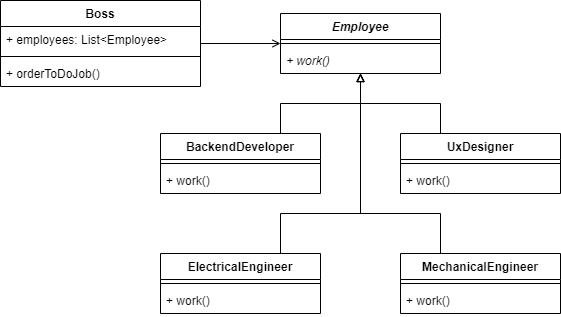 Boss
+ employees: List<Employee>
+ orderToDoJob()
Employee
+ work()
BackendDeveloper
+ work()
UxDesigner
+ work()
ElectricalEngineer
+ work()
MechanicalEngineer
+ work()